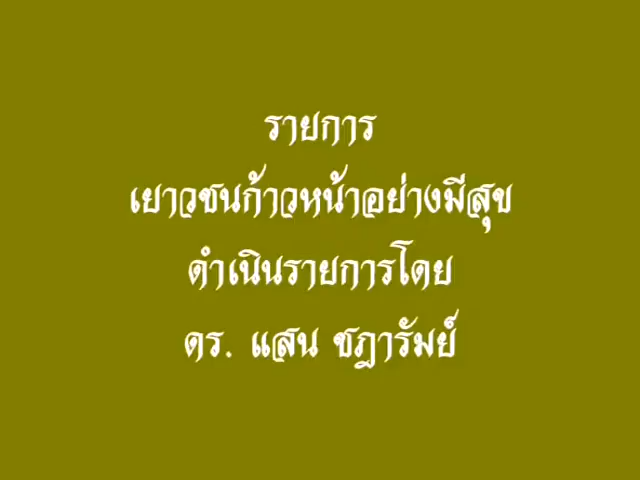 รายการ
เยาวชนก้าวหน้าอย่างมีสุข
ดำเนินรายการโดย
ดร. แสน ชฎารัมย์